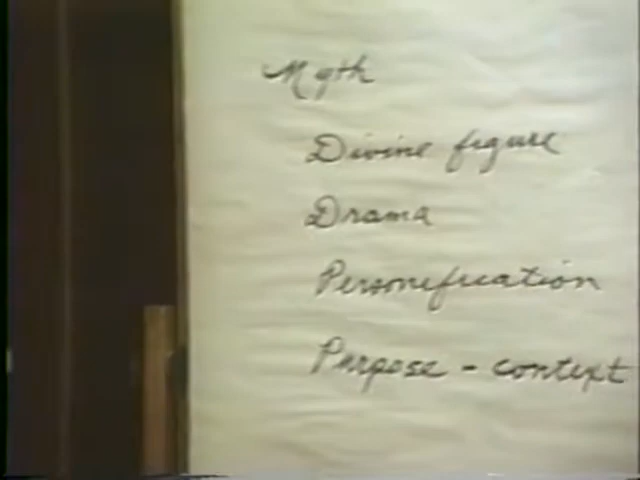 Myth
Divine figure
Drama
Personification
Purpose - context